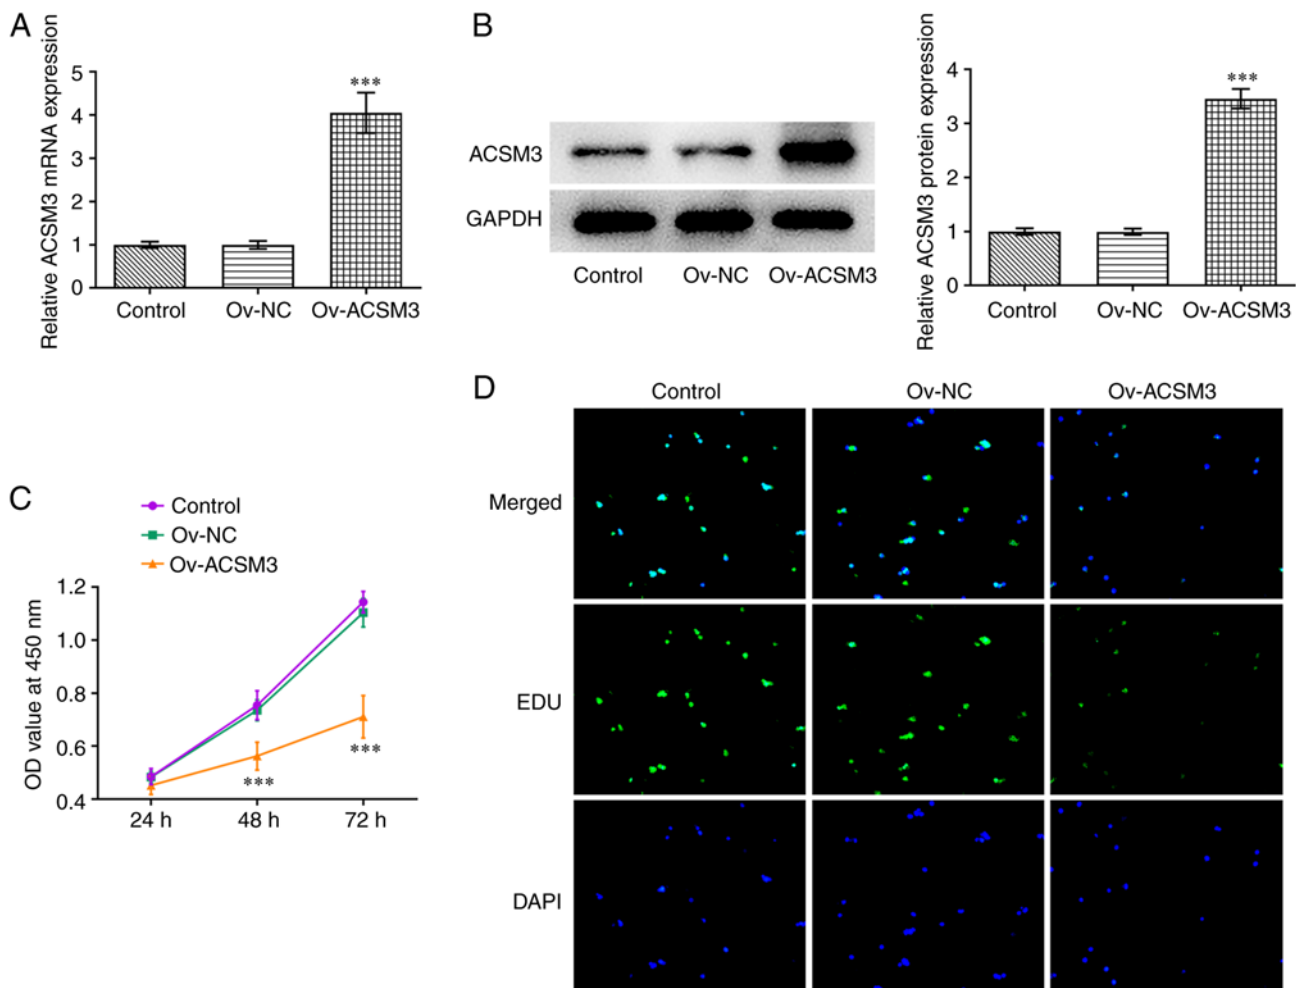 A
Relative ACSM3 mRNA expression
5
4
3
2
1
0
***
Control
Ov-NC
Ov-ACSM3
B
ACSM3
GAPDH
Control
Ov-NC
Ov-ACSM3
Relative ACSM3 protein expression
4
3
2
1
0
***
Control
Ov-NC
Ov-ACSM3
C
Control
Ov-NC
Ov-ACSM3
OD value at 450 nm
1.2
1.0
0.8
0.6
0.4
***
***
24 h
48 h
72 h
D
Control
Ov-NC
Ov-ACSM3
Merged
EDU
DAPI